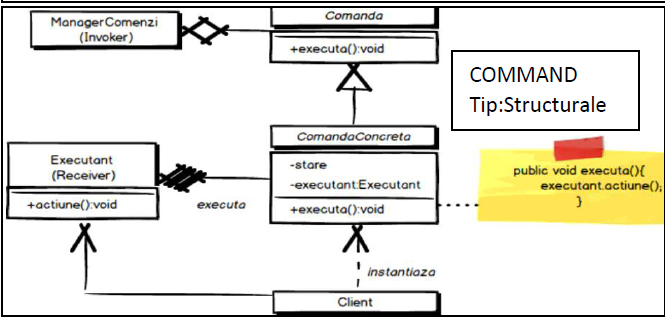 ManagerComenzi
(Invoker)
Comanda
+executa():void
COMMAND
Tip:Structurale
ComandaConcreta
-stare
-executant:Executant
+executa():void
Executant
(Receiver)
+actiune():void
executa
public void executa(){
executant.actiune();
}
instantiaza
Client